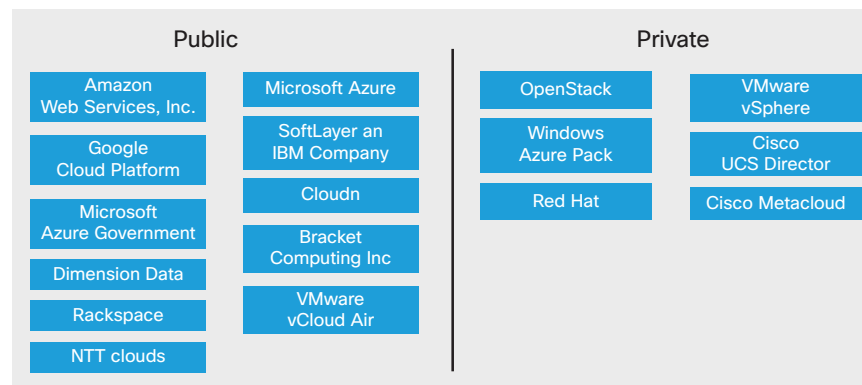 Public
Amazon
Web Services, Inc.
Google
Cloud Platform
Microsoft
Azure Government
Dimension Data
Rackspace
NTT clouds
Microsoft Azure
SoftLayer an
IBM Company
Cloudn
Bracket
Computing Inc
VMware
vCloud Air
Private
OpenStack
Windows
Azure Pack
Red Hat
VMware
vSphere
Cisco
UCS Director
Cisco Metacloud